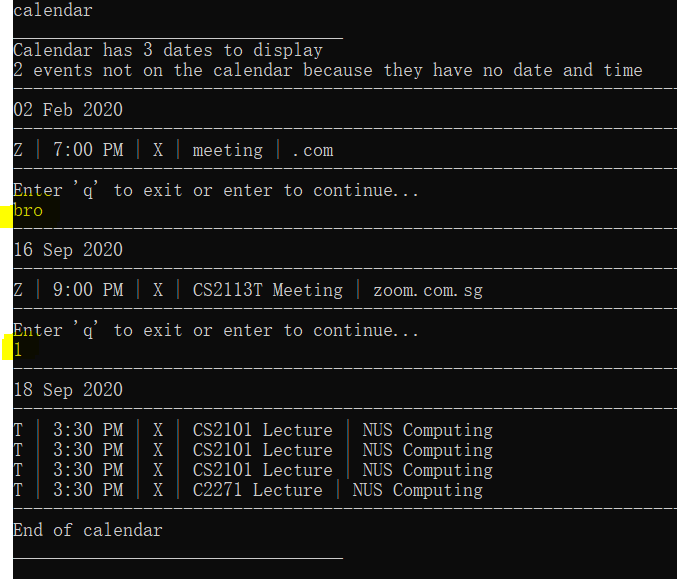 calendar
Calendar has 3 dates to display
2 events not on the calendar because they have no date and time
02 Feb 2020
Z | 7:00 PM | X | meeting | .com
Enter 'q' to exit or enter to continue...
bro
16 Sep 2020
Z | 9:00 PM | X | CS2113T Meeting | zoom.com.sg
Enter 'q' to exit or enter to continue...
1
18 Sep 2020
T | 3:30 PM | X | CS2101 Lecture | NUS Computing
T | 3:30 PM | X | CS2101 Lecture | NUS Computing
T | 3:30 PM | X | CS2101 Lecture | NUS Computing
T | 3:30 PM | X | C2271 Lecture | NUS Computing
End of calendar